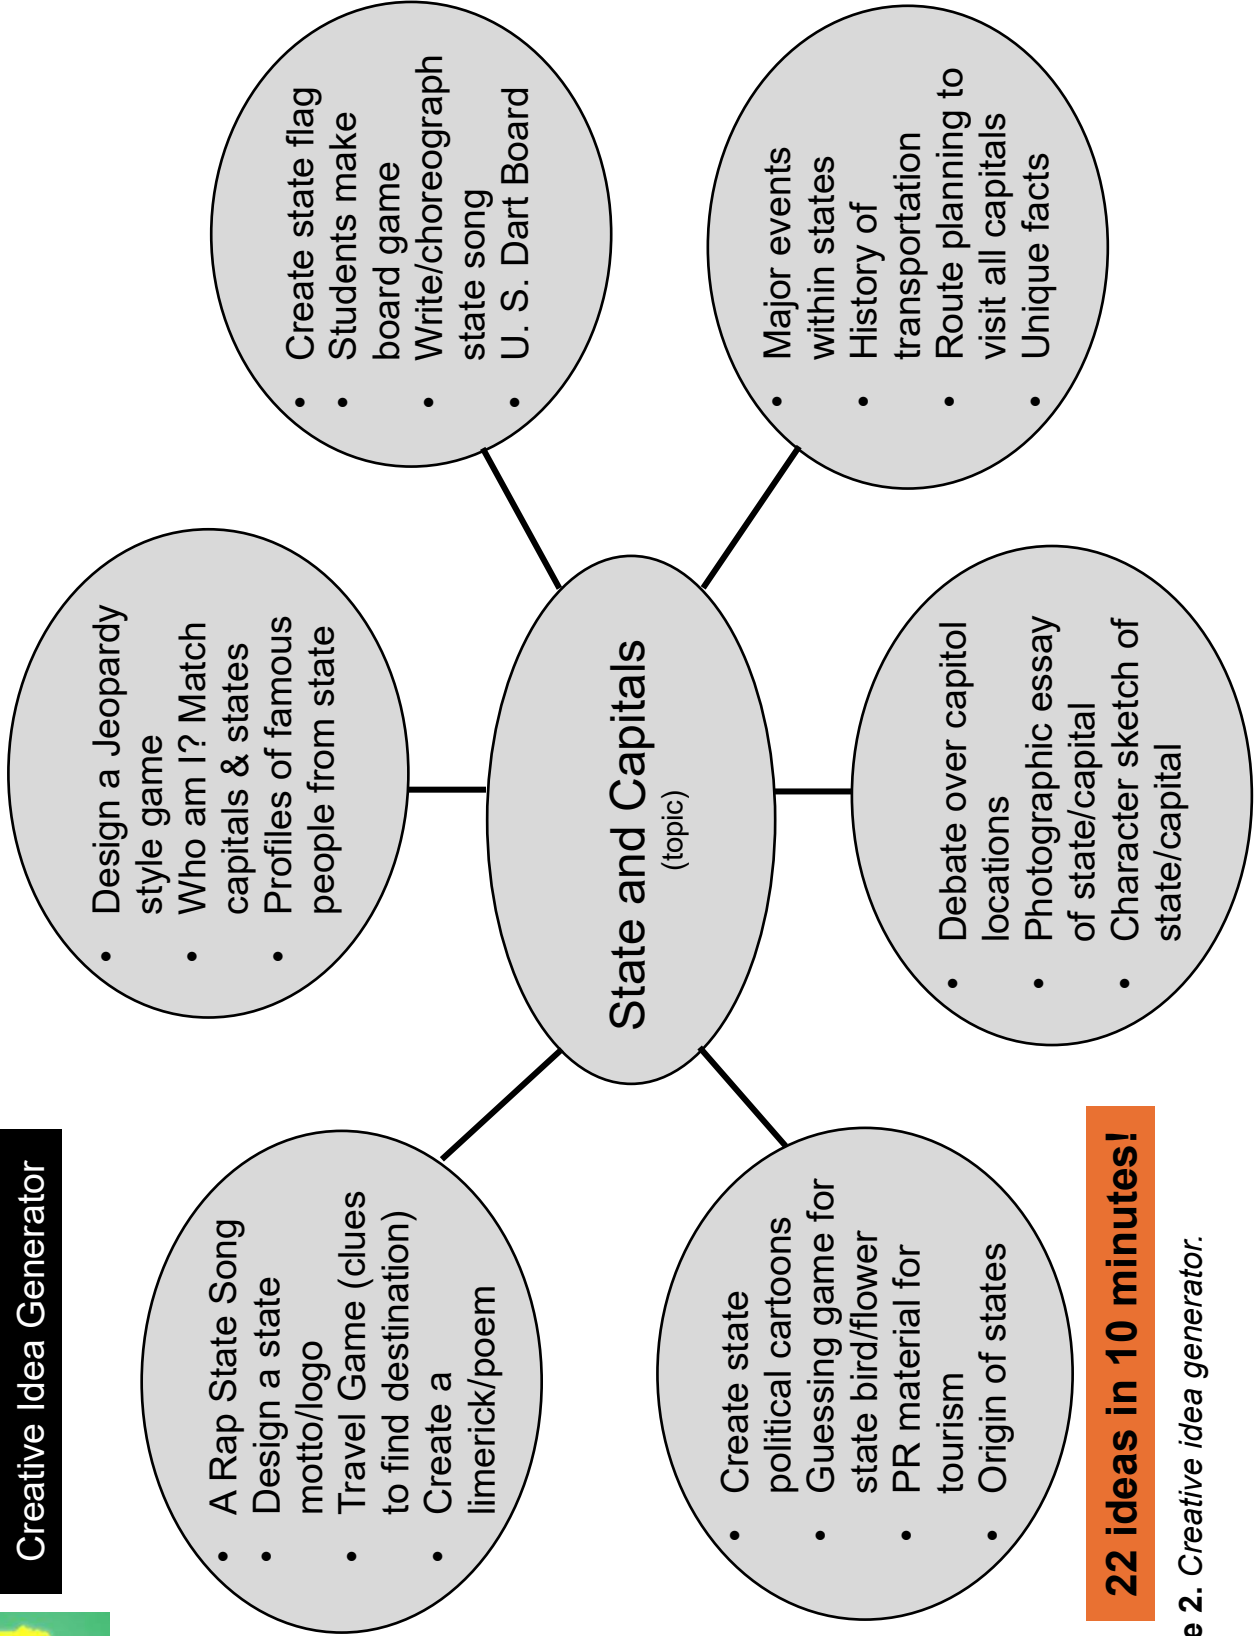 Creative Idea Generator
• A Rap State Song
• Design a state
motto/logo
• Travel Game (clues
to find destination)
• Create a
limerick/poem
• Design a Jeopardy
style game
• Who am I? Match
capitals & states
• Profiles of famous
people from state
• Create state flag
• Students make
board game
• Write/choreograph
state song
• U. S. Dart Board
State and Capitals
(topic)
• Create state
political cartoons
• Guessing game for
state bird/flower
• PR material for
tourism
• Origin of states
• Debate over capitol
locations
• Photographic essay
of state/capital
• Character sketch of
state/capital
• Major events
within states
• History of
transportation
• Route planning to
visit all capitals
• Unique facts
22 ideas in 10 minutes!
e 2. Creative idea generator.